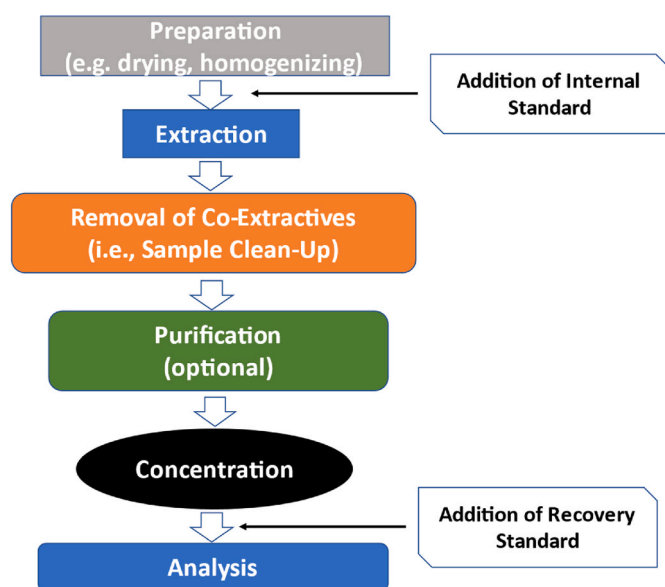 Preparation
(e.g. drying, homogenizing)
Addition of Internal
Standard
Extraction
Removal of Co-Extractives
(i.e., Sample Clean-Up)
Purification
(optional)
Concentration
Addition of Recovery
Standard
Analysis